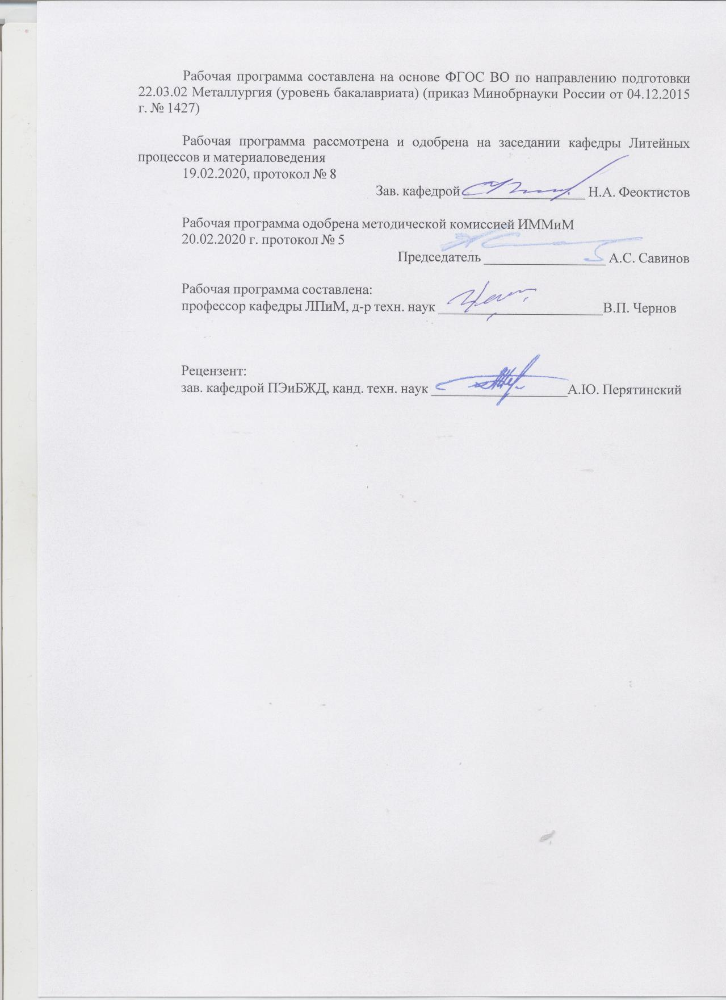 Рабочая программа составлена на основе ФГОС ВО по направлению подготовки
22.03.02 Металлургия (уровень бакалавриата) (приказ Минобрнауки России от 04.12.2015
г. № 1427)
Рабочая программа рассмотрена и одобрена на заседании кафедры Литейных
процессов и материаловедения
19.02.2020, протокол № 8
Зав. кафедрой ___________________ Н.А. Феоктистов
Рабочая программа одобрена методической комиссией ИММиМ
20.02.2020 г. протокол № 5
Председатель ___________________ А.С. Савинов
Рабочая программа составлена:
профессор кафедры ЛПиМ, д-р техн. наук ________________________В.П. Чернов
Рецензент:
зав. кафедрой ПЭиБЖД, канд. техн. наук ____________________А.Ю. Перятинский